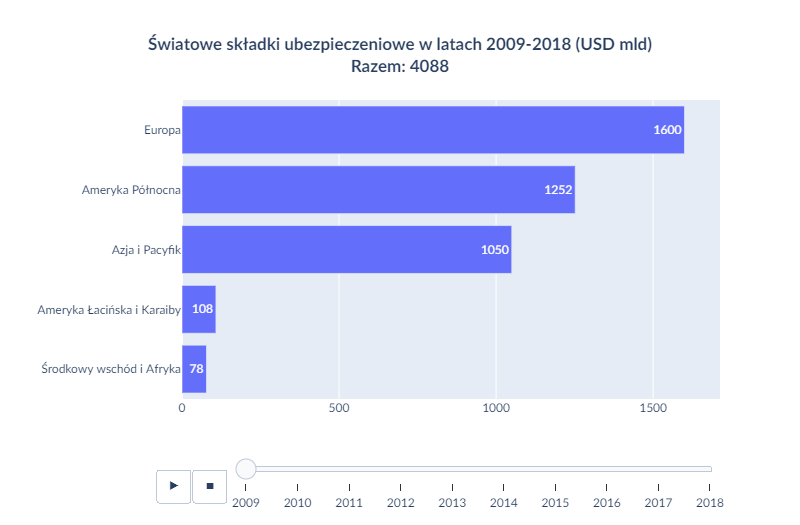 Światowe składki ubezpieczeniowe w latach 2009-2018 (USD mld)
Razem: 4088
Europa 1600
Ameryka Północna 1252
Azja i Pacyfik 1050
Ameryka Łacińska i Karaiby 108
Środkowy wschód i Afryka 78
0 500 1000 1500
2009 2010 2011 2012 2013 2014 2015 2016 2017 2018